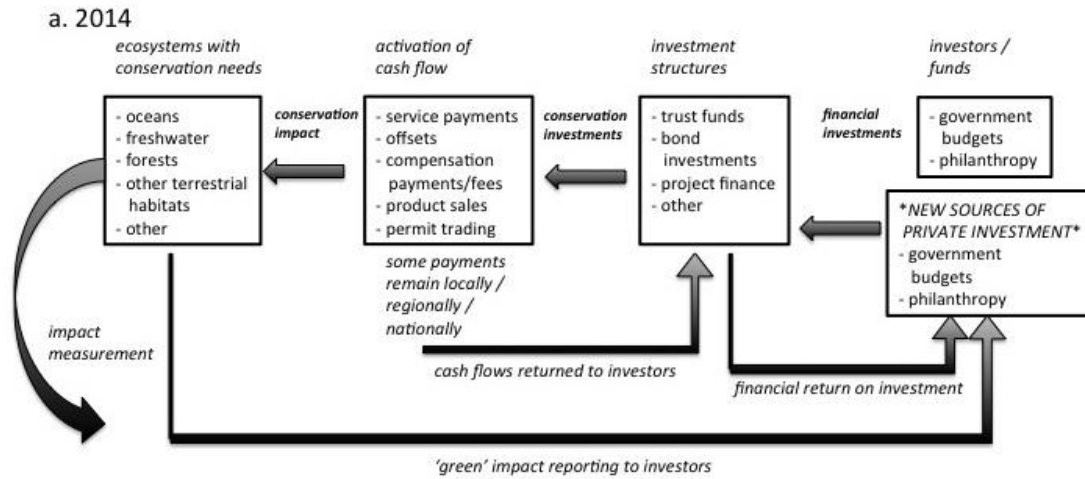 a. 2014
ecosystems with
conservation needs
- oceans
- freshwater
- forests
- other terrestrial
habitats
- other
conservation
impact
activation of
cash flow
- service payments
- offsets
- compensation
payments/fees
- product sales
- permit trading
some payments
remain locally /
regionally /
nationally
conservation
investments
investment
structures
- trust funds
- bond
investments
- project finance
- other
financial
investments
investors /
funds
- government
budgets
- philanthropy
*NEW SOURCES OF
PRIVATE INVESTMENT*
- government
budgets
- philanthropy
impact
measurement
cash flows returned to investors
financial return on investment
'green' impact reporting to investors